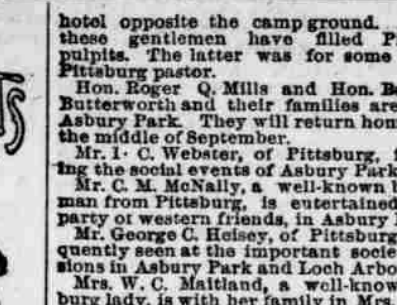 hotel opposite the camp ground.
these gentlemen have filled P
pulpits. The latter was for some
Pittsburg pastor.
Hon. Roger Q. Mills and Hon. Be
Butterworth and their families are
Asbury Park. They will return hom
the middle of September.
Mr. I· C. Webster, of Pittsburg, f
ing the social events of Asbury Park
Mr. C. M. McNally, a well-known b
man from Pittsburg, is entertained
party of western friends, in Asbury
Mr. George C. Heisey, of Pittsburg
quently seen at the important socie
sions in Asbury Park and Loch Arbo
Mrs. W. C. Maitland, a well-know
burg lady, is with her family in Mrs.